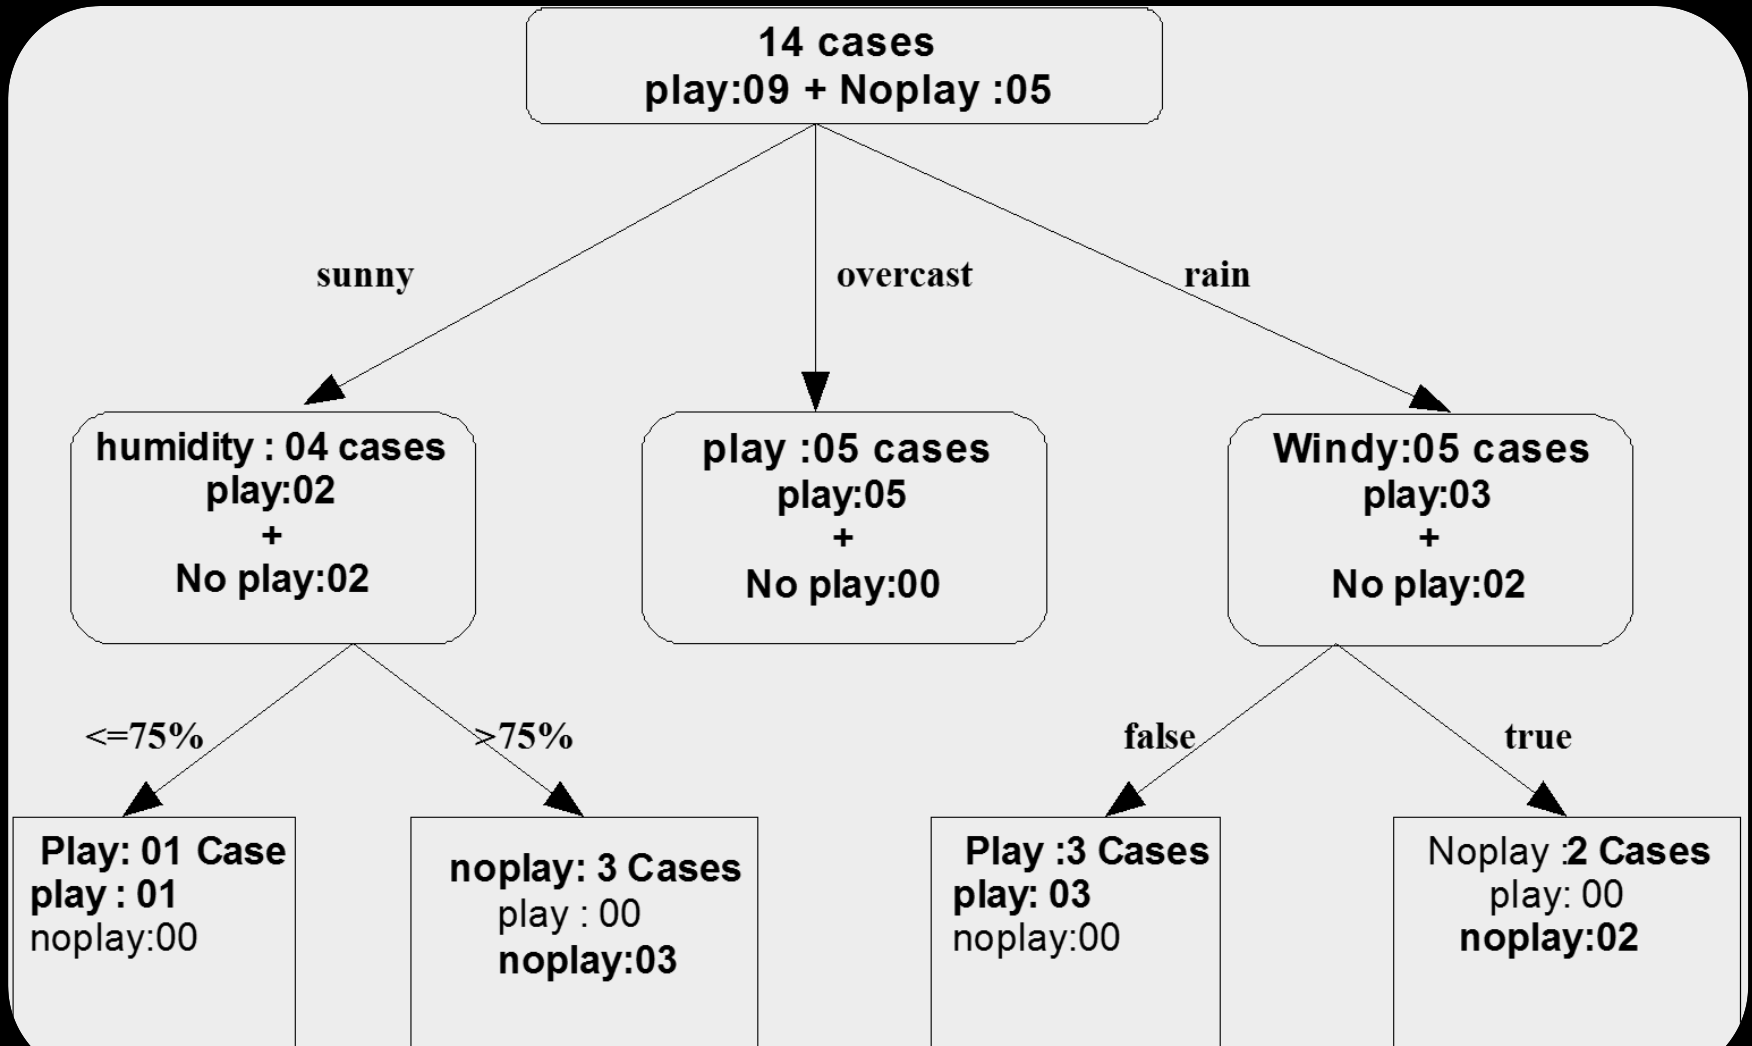 14 cases
play:09 + Noplay :05
sunny
overcast
rain
humidity : 04 cases
play:02
+
No play:02
play :05 cases
play:05
+
No play:00
Windy:05 cases
play:03
+
No play:02
<=75%
>75%
false
true
Play: 01 Case
play : 01
noplay:00
noplay: 3 Cases
play : 00
noplay:03
Play :3 Cases
play: 03
noplay:00
Noplay :2 Cases
play: 00
noplay:02